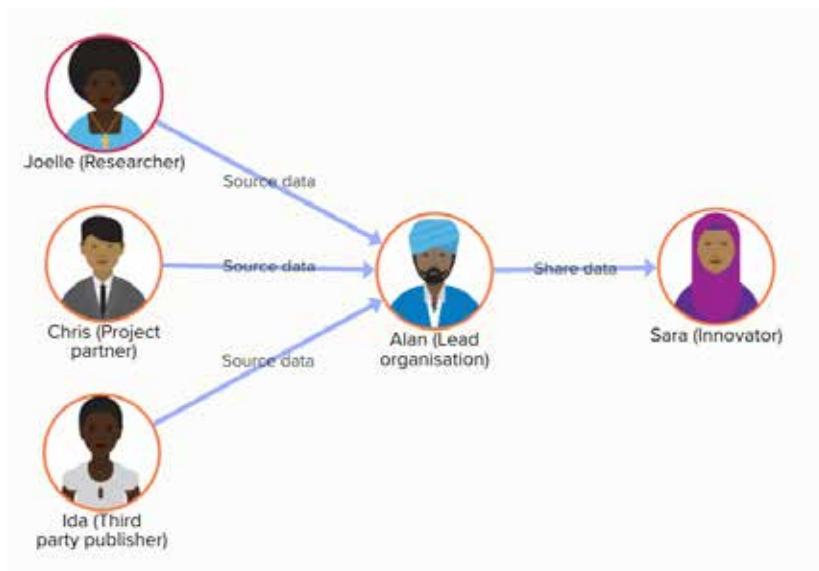 Joelle (Researcher)
Source data
Chris (Project
partner)
Source data
Alan (Lead
organisation)
Share data
Sara (Innovator)
Source data
Ida (Third
party publisher)